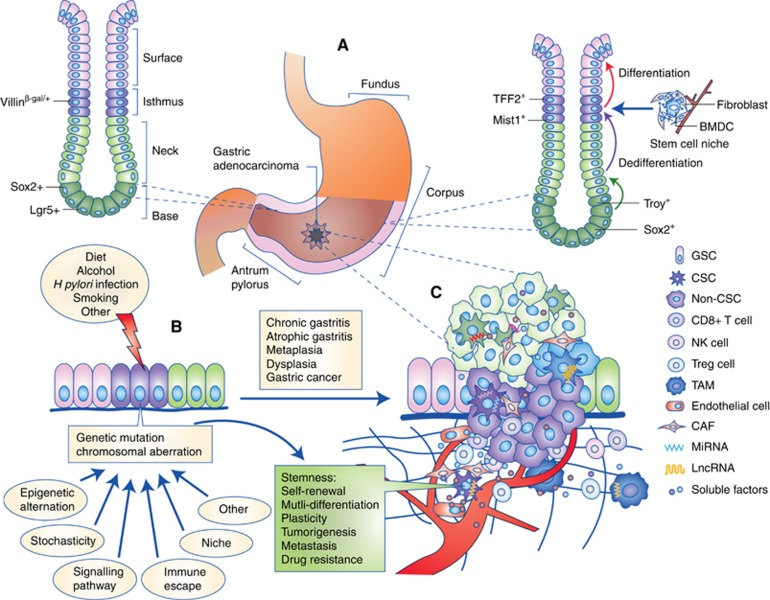 A
Surface
Villinβ-gal/+
Isthmus
Neck
Sox2+
Lgr5+
Base
Fundus
Gastric
adenocarcinoma
Corpus
Antrum
pylorus
TFF2+
Mist1+
Differentiation
Fibroblast
BMDC
Stem cell niche
Dedifferentiation
Troy+
Sox2+
B
Diet
Alcohol
H pylori infection
Smoking
Other
Chronic gastritis
Atrophic gastritis
Metaplasia
Dysplasia
Gastric cancer
Genetic mutation
chromosomal aberration
Epigenetic
alternation
Stochasticity
Signalling
pathway
Immune
escape
Niche
Other
Stemness:
Self-renewal
Mutli-differentiation
Plasticity
Tumorigenesis
Metastasis
Drug resistance
C
GSC
CSC
Non-CSC
CD8+ T cell
NK cell
Treg cell
TAM
Endothelial cell
CAF
MiRNA
LncRNA
Soluble factors